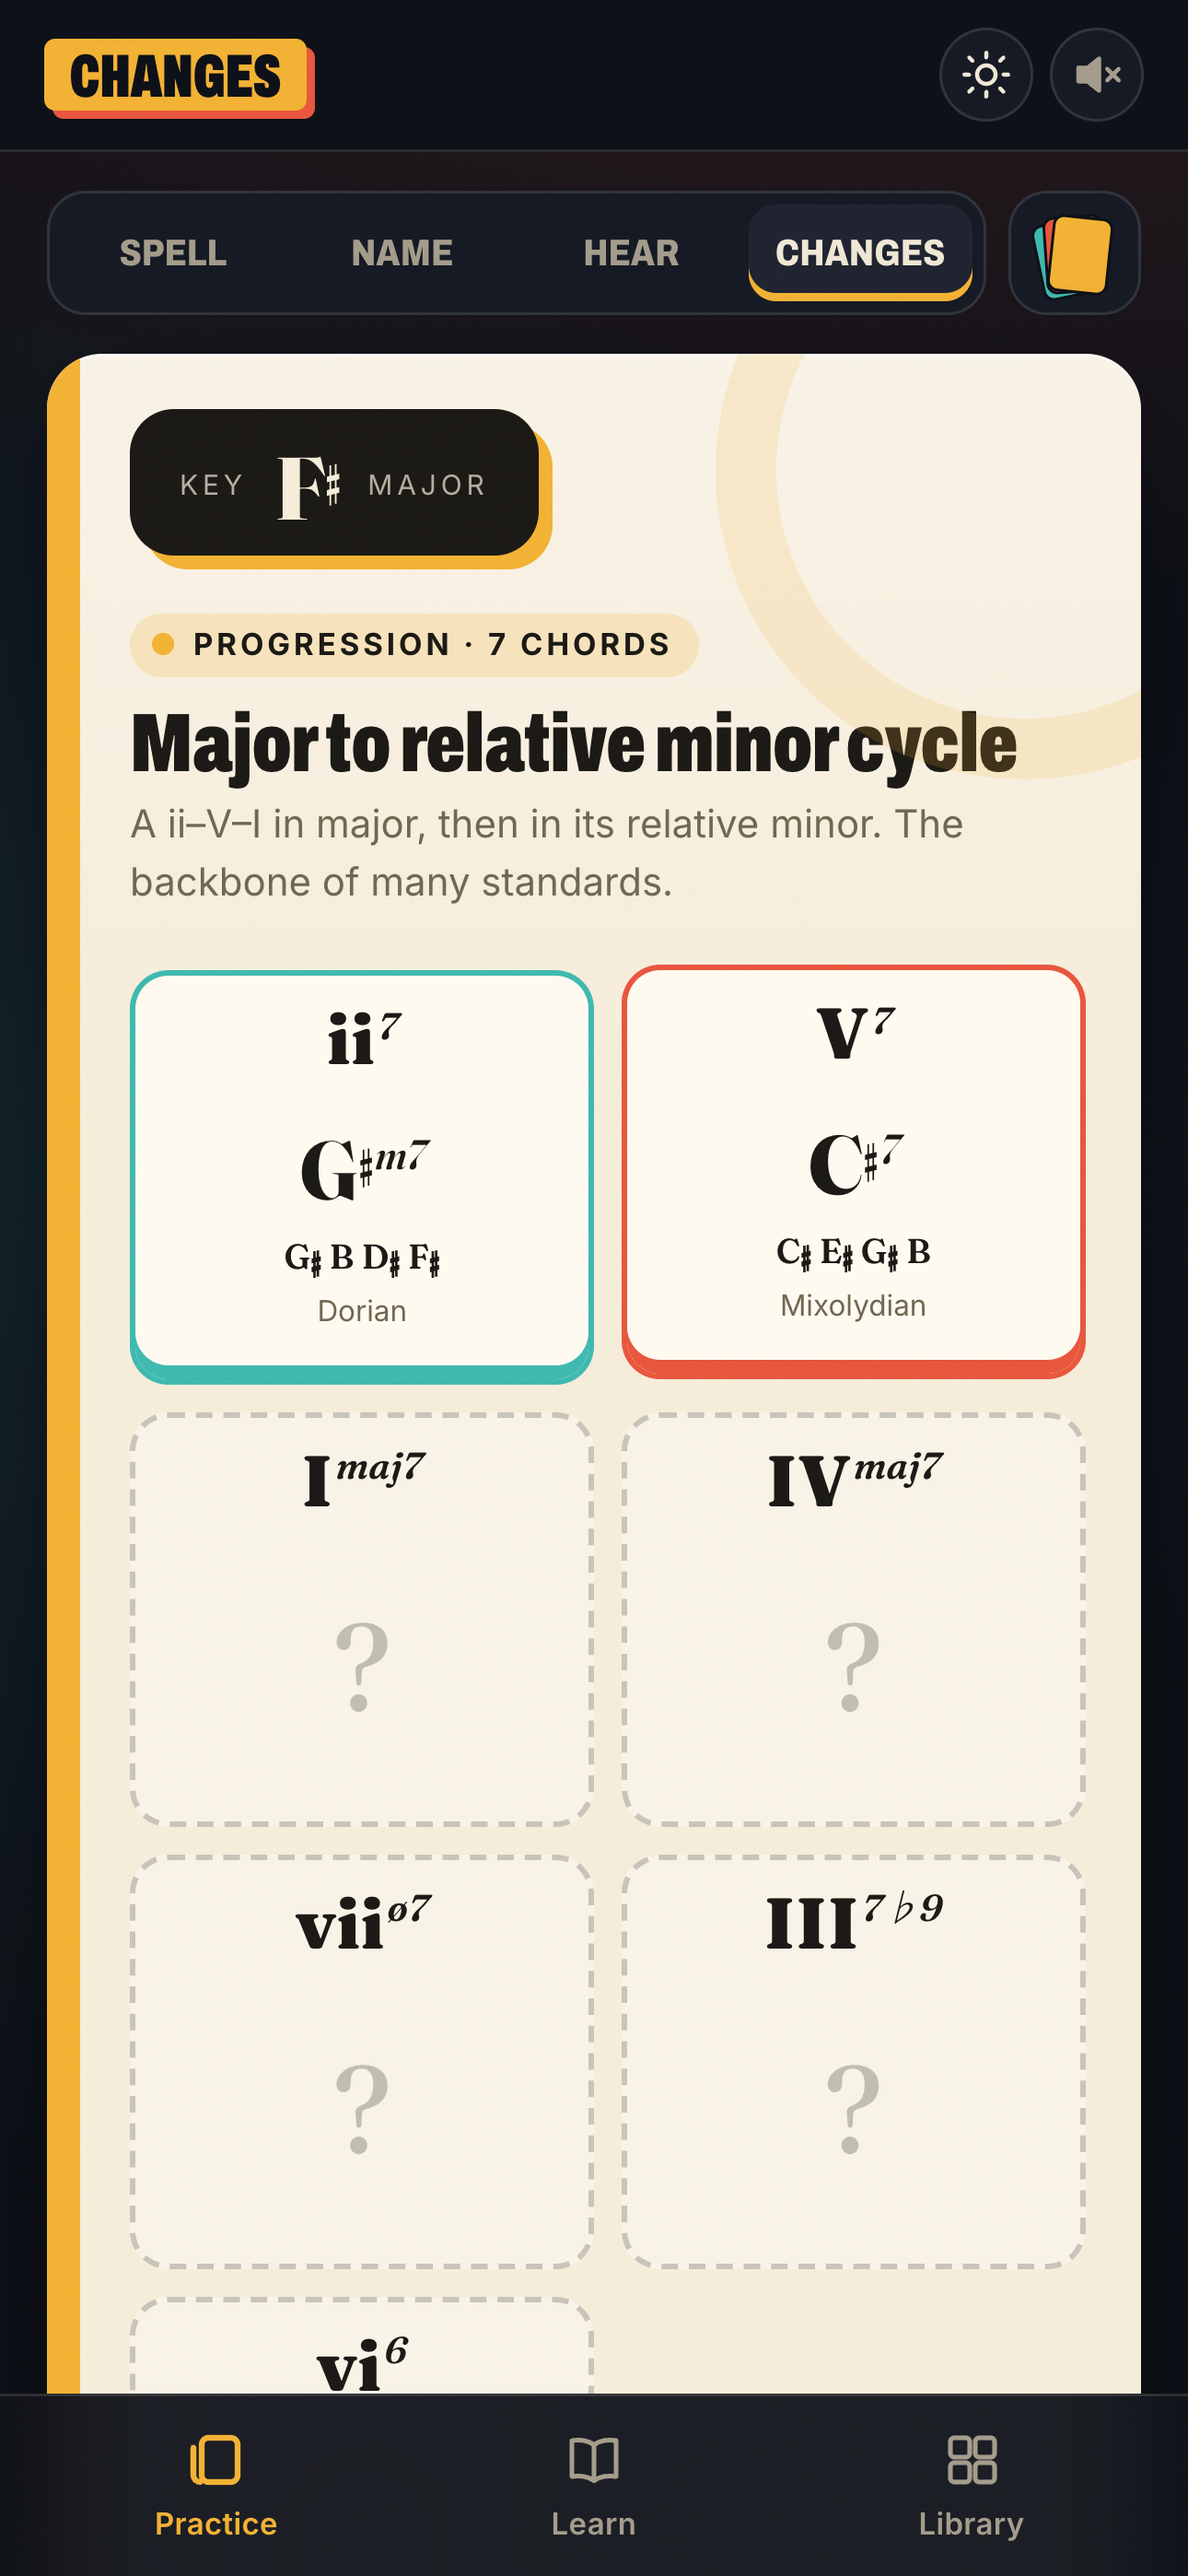 CHANGES
SPELL NAME HEAR CHANGES
KEY F♯ MAJOR
PROGRESSION · 7 CHORDS
Major to relative minor cycle
A ii–V–I in major, then in its relative minor. The
backbone of many standards.
ii7 V7
G♯m7 C♯7
G♯ B D♯ F♯ C♯ E♯ G♯ B
Dorian Mixolydian
Imaj7 IVmaj7
? ?
viiø7 III7♭9
? ?
vi6
Practice Learn Library